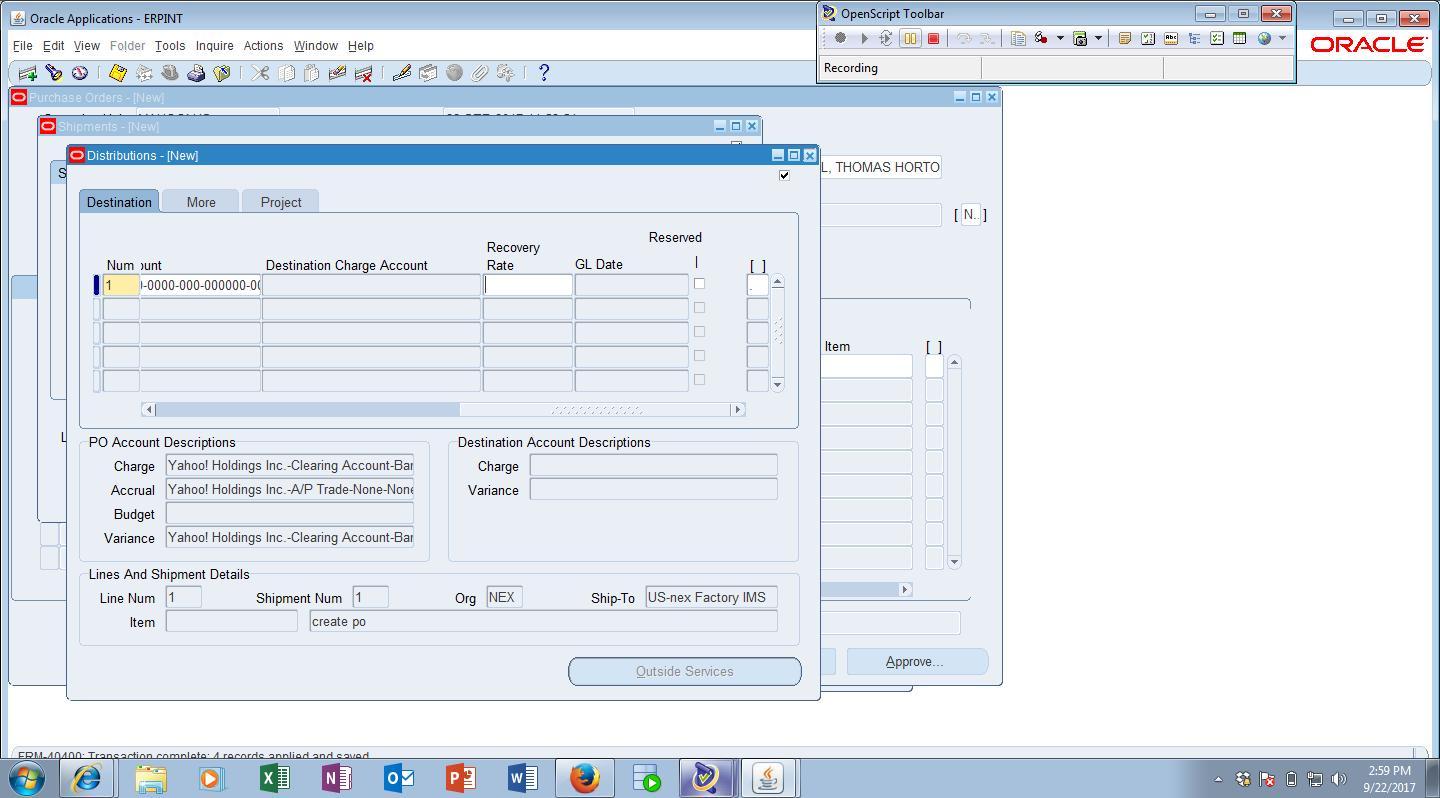 Oracle Applications - ERPINT
OpenScript Toolbar
File Edit View Folder Tools Inquire Actions Window Help
ORACLE
Recording
Purchase Orders - [New]
Shipments - [New]
Distributions - [New]
L, THOMAS HORTO
Destination More Project
[ N.. ]
Reserved
Recovery
Num ount Destination Charge Account Rate GL Date [ ]
1 -0000-000-000000-00 .
Item [ ]
PO Account Descriptions Destination Account Descriptions
Charge Yahoo! Holdings Inc.-Clearing Account-Bar Charge
Accrual Yahoo! Holdings Inc.-A/P Trade-None-None Variance
Budget
Variance Yahoo! Holdings Inc.-Clearing Account-Bar
Lines And Shipment Details
Line Num 1 Shipment Num 1 Org NEX Ship-To US-nex Factory IMS
Item create po
Outside Services
Approve...
FRM-40400: Transaction complete: 4 records applied and saved.
2:59 PM
9/22/2017